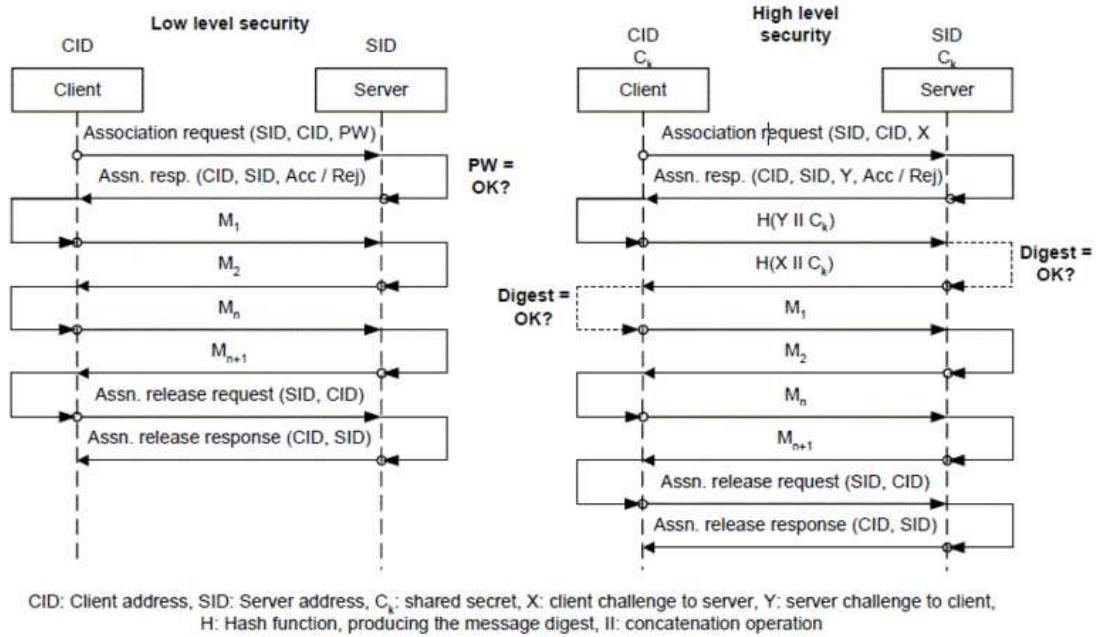 Low level security
CID
SID
Client
Server
Association request (SID, CID, PW)
PW =
OK?
Assn. resp. (CID, SID, Acc / Rej)
M1
M2
Mn
Mn+1
Assn. release request (SID, CID)
Assn. release response (CID, SID)
High level
security
CID
Ck
SID
Ck
Client
Server
Association request (SID, CID, X
Assn. resp. (CID, SID, Y, Acc / Rej)
H(Y II Ck)
Digest =
OK?
H(X II Ck)
Digest =
OK?
M1
M2
Mn
Mn+1
Assn. release request (SID, CID)
Assn. release response (CID, SID)
CID: Client address, SID: Server address, Ck: shared secret, X: client challenge to server, Y: server challenge to client,
H: Hash function, producing the message digest, II: concatenation operation